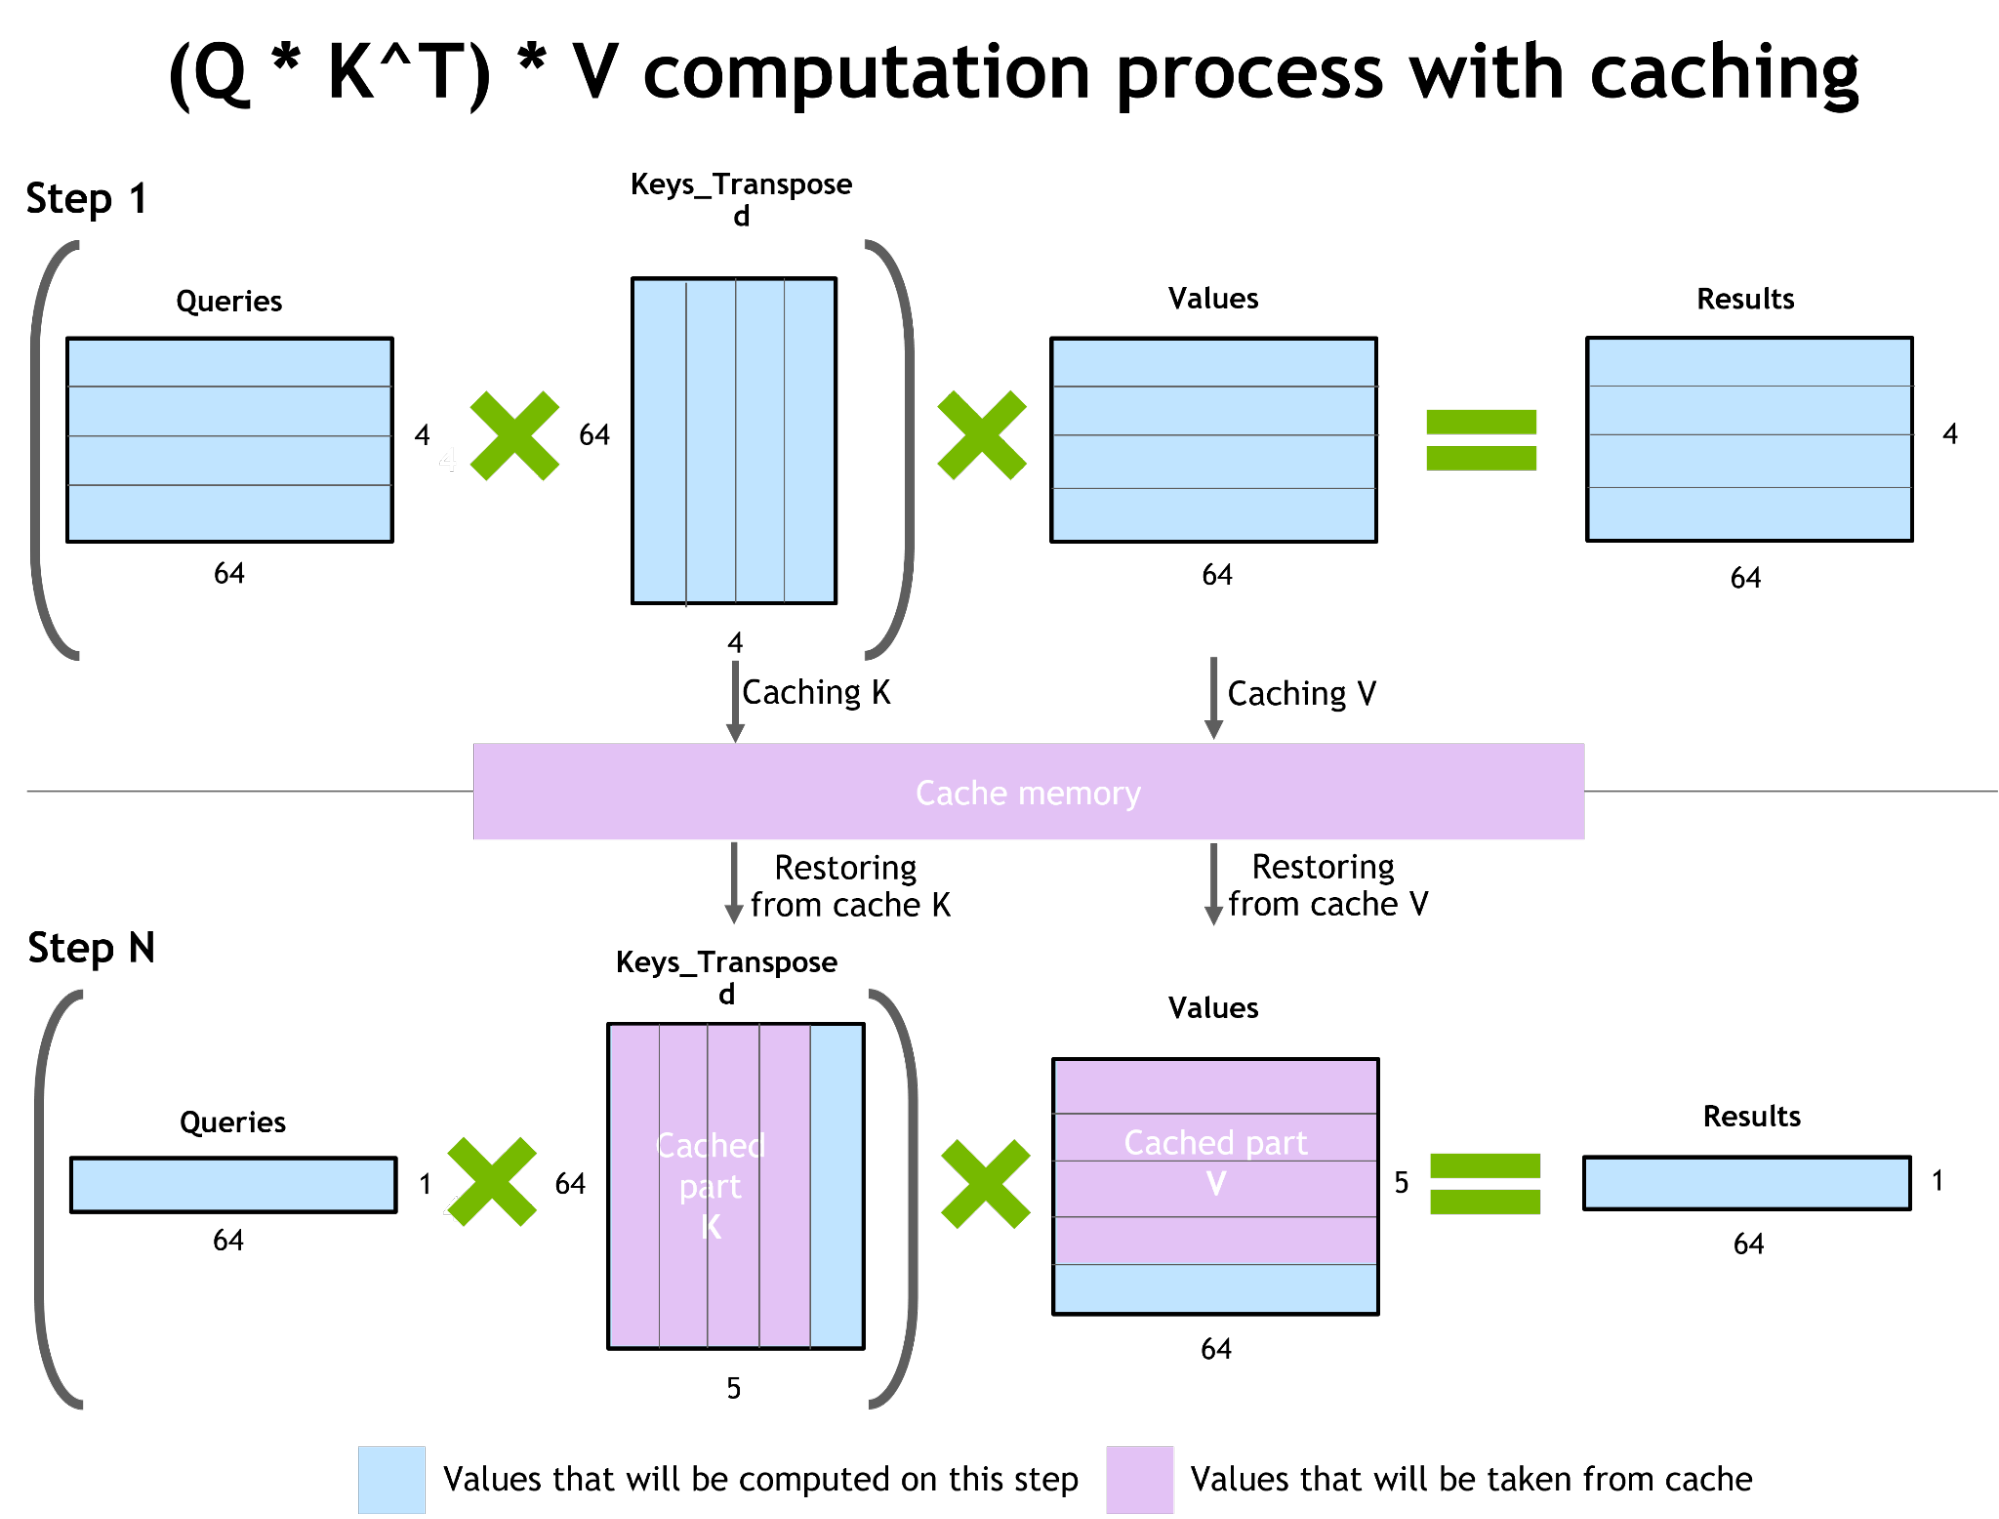 (Q * K^T) * V computation process with caching
Step 1
Keys_Transpose
d
Queries
Values
Results
4
4
64
4
64
64
64
4
Caching K
Caching V
Cache memory
Restoring
from cache K
Restoring
from cache V
Step N
Keys_Transpose
d
Values
Queries
Results
Cached
part
K
Cached part
V
1
64
5
1
64
64
64
5
Values that will be computed on this step
Values that will be taken from cache